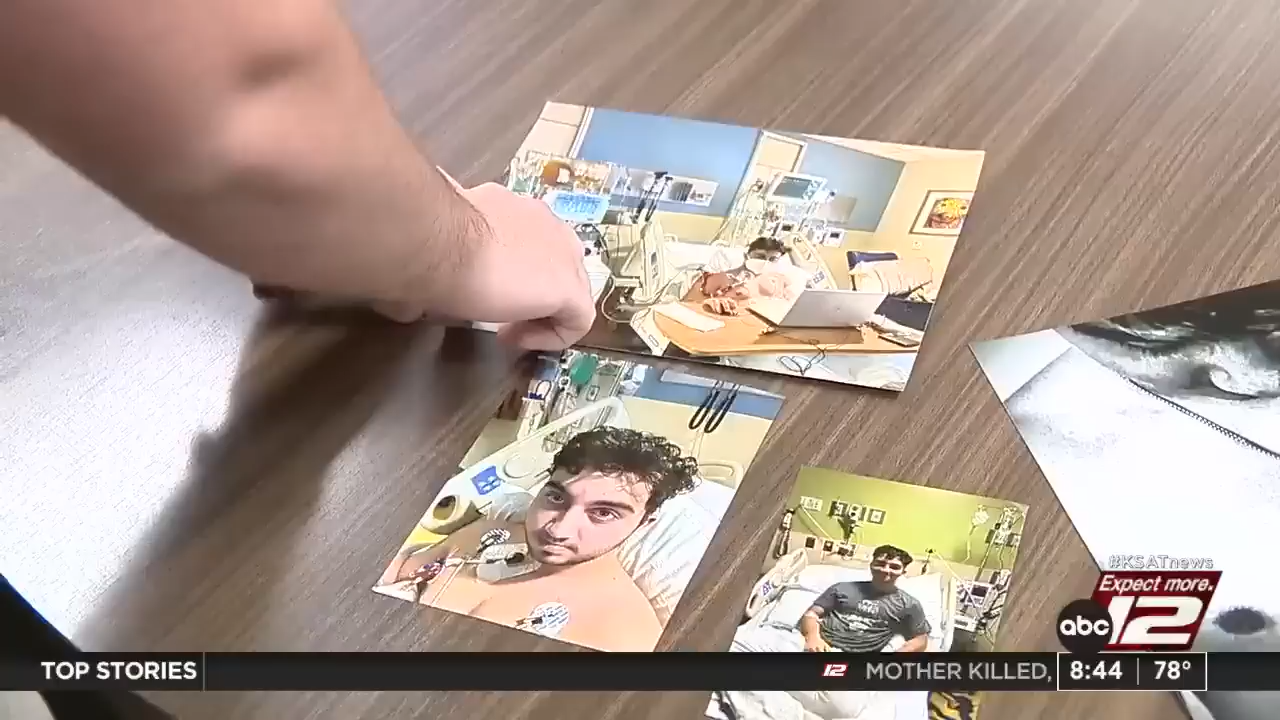 #KSATnews
Expect more.
abc 12
TOP STORIES
12 MOTHER KILLED,
8:44 78°